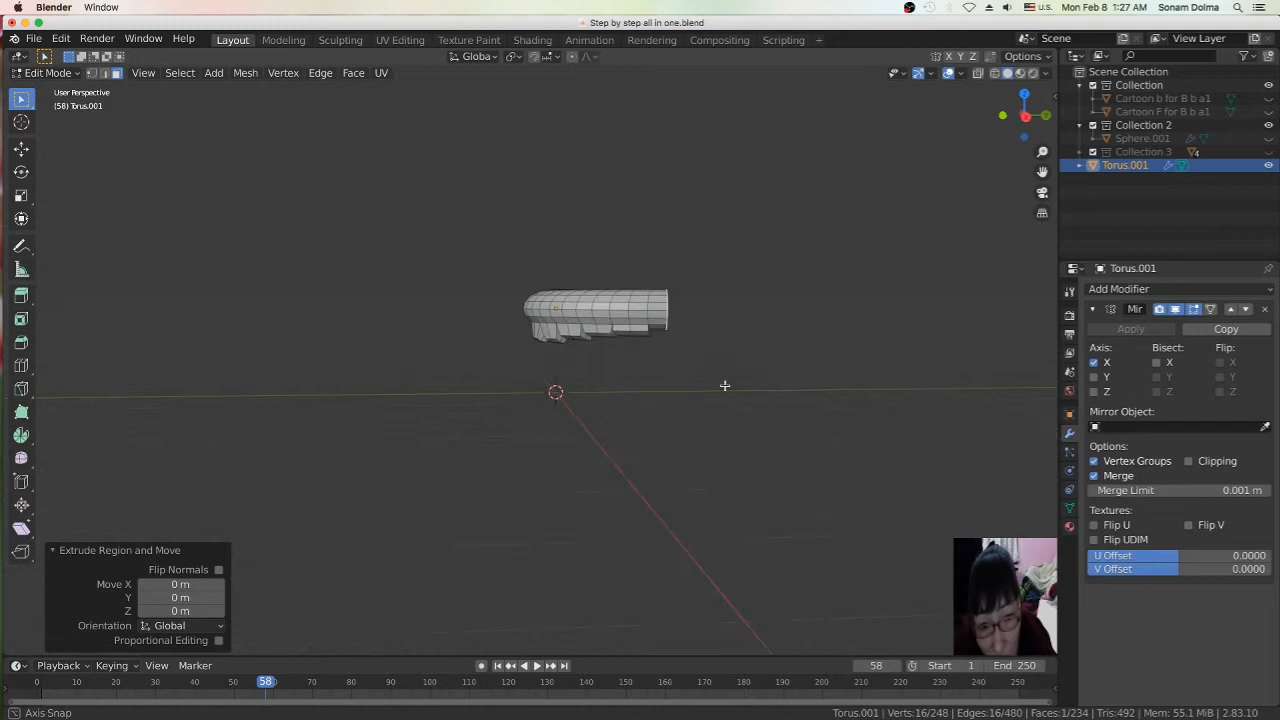 Blender Window U.S. Mon Feb 8 1:27 AM Sonam Dolma
Step by step all in one.blend
File Edit Render Window Help Layout Modeling Sculpting UV Editing Texture Paint Shading Animation Rendering Compositing Scripting + Scene View Layer
Globa X Y Z Options
Edit Mode View Select Add Mesh Vertex Edge Face UV
Scene Collection
Collection
Cartoon b for B b a1
Cartoon F for B b a1
Collection 2
Sphere.001
Collection 3 4
Torus.001
User Perspective
(58) Torus.001
Z
Torus.001
Add Modifier
Mir
Apply Copy
Axis: Bisect: Flip:
X X X
Y Y Y
Z Z Z
Mirror Object:
Options:
Vertex Groups Clipping
Merge
Merge Limit 0.001 m
Textures:
Flip U Flip V
Flip UDIM
U Offset 0.0000
V Offset 0.0000
Extrude Region and Move
Flip Normals
Move X 0 m
Y 0 m
Z 0 m
Orientation Global
Proportional Editing
Playback Keying View Marker 58 Start 1 End 250
0 10 20 30 40 50 58 70 80 90 100 110 120 130 140 150 160 170 180 190 200 210 220 230 240 250
Axis Snap Torus.001 | Verts:16/248 | Edges:16/480 | Faces:1/234 | Tris:492 | Mem: 55.1 MiB | 2.83.10